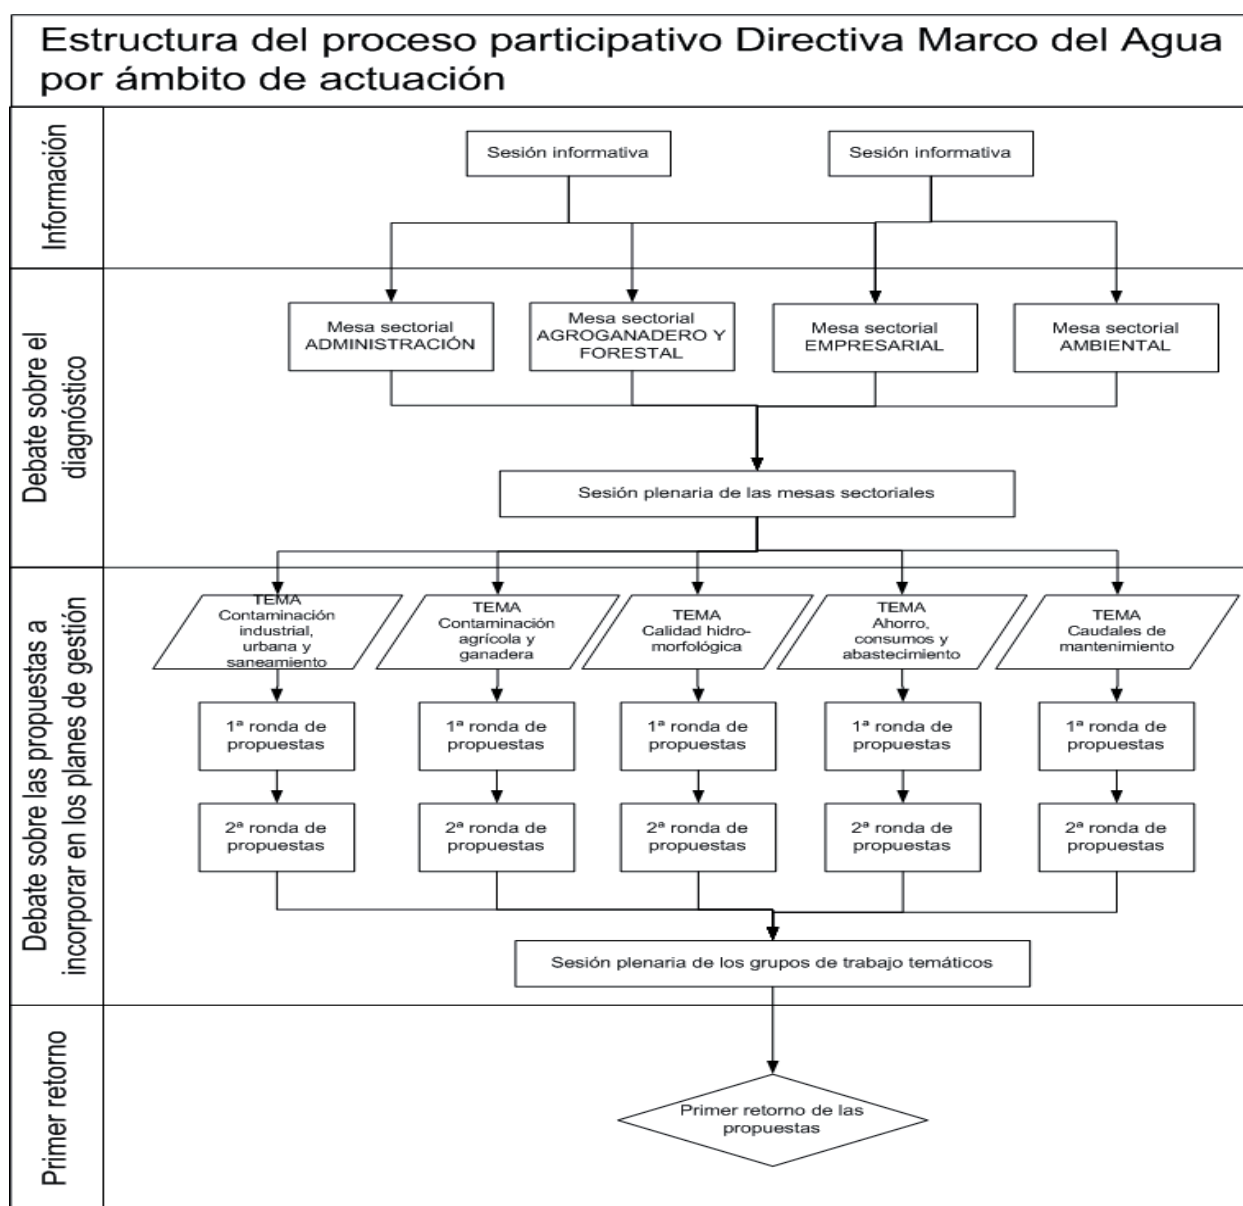 Estructura del proceso participativo Directiva Marco del Agua
por ámbito de actuación
Información
Sesión informativa
Sesión informativa
Debate sobre el
diagnóstico
Mesa sectorial
ADMINISTRACIÓN
Mesa sectorial
AGROGANADERO Y
FORESTAL
Mesa sectorial
EMPRESARIAL
Mesa sectorial
AMBIENTAL
Sesión plenaria de las mesas sectoriales
Debate sobre las propuestas a
incorporar en los planes de gestión
TEMA
Contaminación
industrial,
urbana y
saneamiento
TEMA
Contaminación
agrícola y
ganadera
TEMA
Calidad hidro-
morfológica
TEMA
Ahorro,
consumos y
abastecimiento
TEMA
Caudales de
mantenimiento
1ª ronda de
propuestas
1ª ronda de
propuestas
1ª ronda de
propuestas
1ª ronda de
propuestas
1ª ronda de
propuestas
2ª ronda de
propuestas
2ª ronda de
propuestas
2ª ronda de
propuestas
2ª ronda de
propuestas
2ª ronda de
propuestas
Sesión plenaria de los grupos de trabajo temáticos
Primer retorno
Primer retorno de las
propuestas